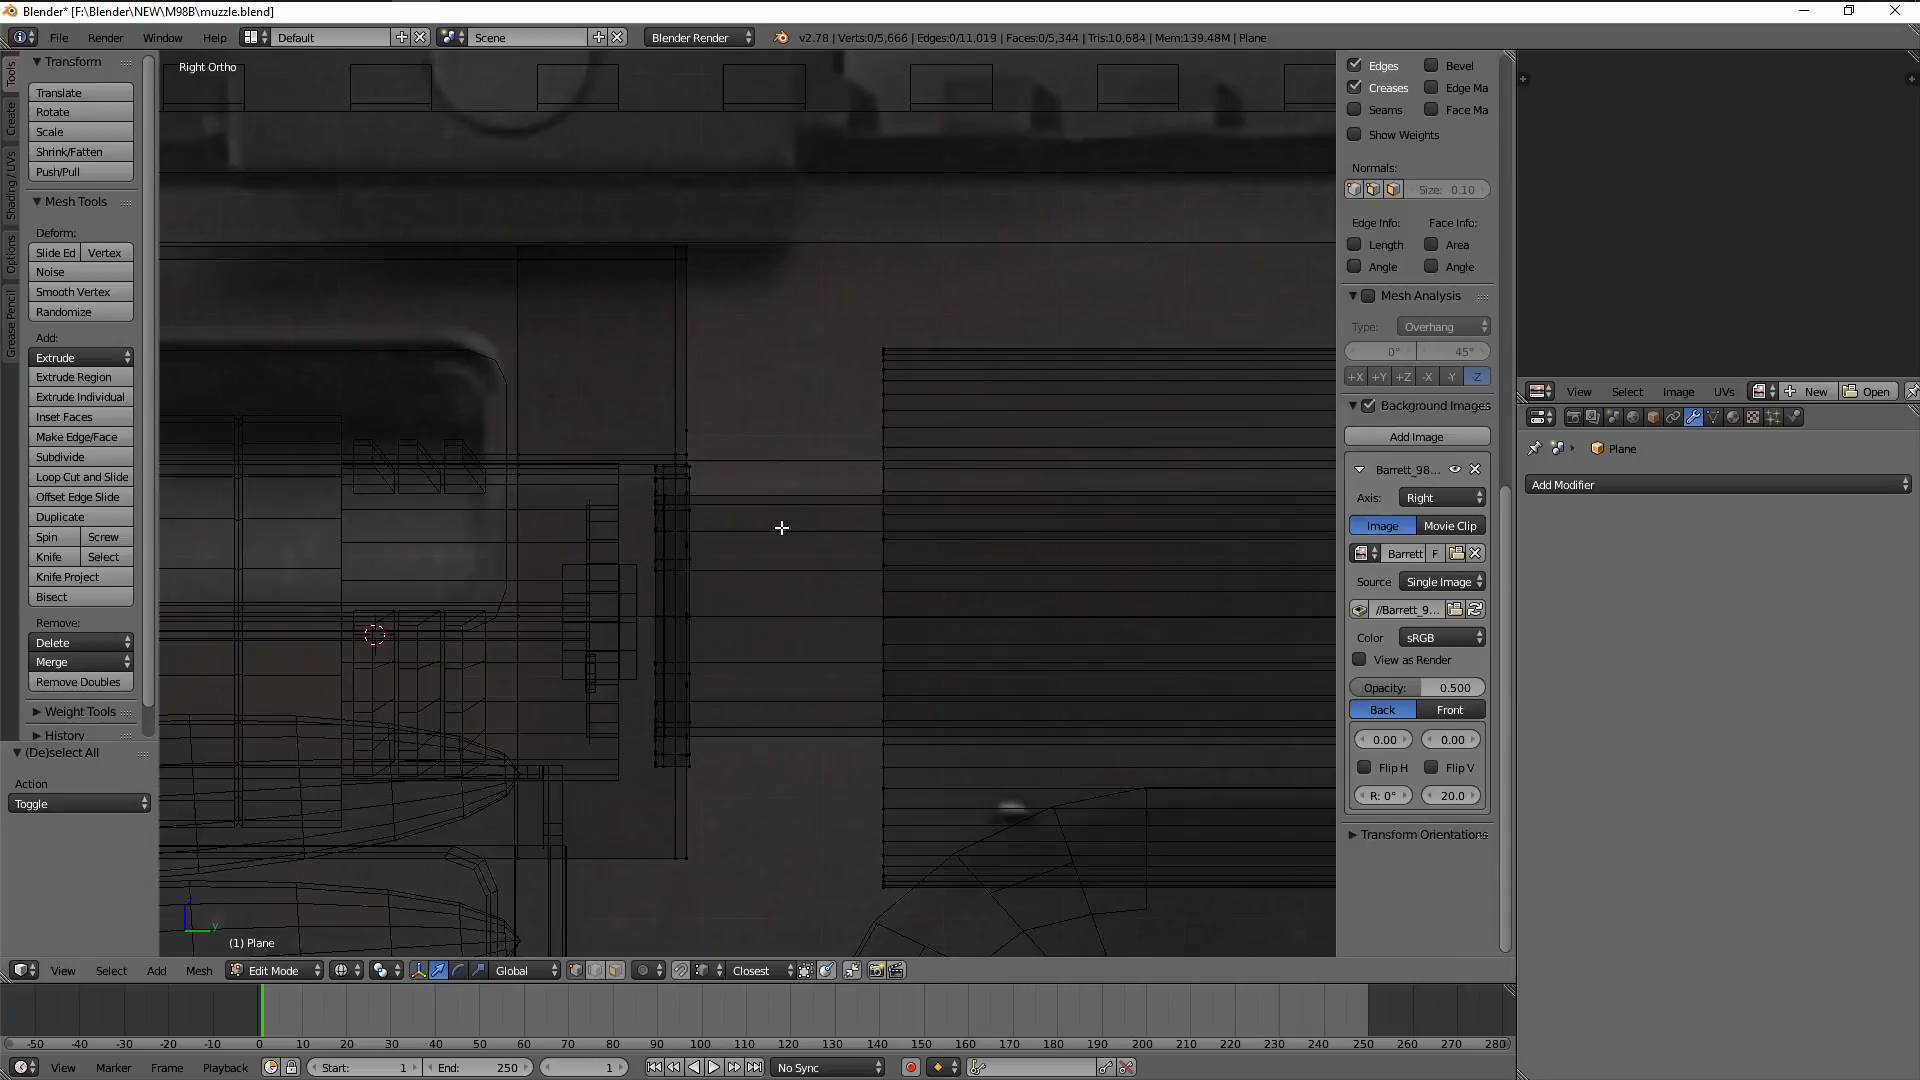 Blender* [F:\Blender\NEW\M98B\muzzle.blend]
File Render Window Help Default Scene Blender Render v2.78 | Verts:0/5,666 | Edges:0/11,019 | Faces:0/5,344 | Tris:10,684 | Mem:139.48M | Plane
Tools
Create
Shading / UVs
Options
Grease Pencil
Transform
Translate
Rotate
Scale
Shrink/Fatten
Push/Pull
Mesh Tools
Deform:
Slide Ed Vertex
Noise
Smooth Vertex
Randomize
Add:
Extrude
Extrude Region
Extrude Individual
Inset Faces
Make Edge/Face
Subdivide
Loop Cut and Slide
Offset Edge Slide
Duplicate
Spin Screw
Knife Select
Knife Project
Bisect
Remove:
Delete
Merge
Remove Doubles
Weight Tools
History
(De)select All
Action
Toggle
Right Ortho
y
(1) Plane
Edges Bevel
Creases Edge Ma
Seams Face Ma
Show Weights
Normals:
Size: 0.10
Edge Info: Face Info:
Length Area
Angle Angle
Mesh Analysis
Type: Overhang
0° 45°
+X +Y +Z -X -Y -Z
Background Images
Add Image
Barrett_98...
Axis: Right
Image Movie Clip
Barrett F
Source Single Image
//Barrett_9...
Color sRGB
View as Render
Opacity: 0.500
Back Front
0.00 0.00
Flip H Flip V
R: 0° 20.0
Transform Orientations
View Select Image UVs New Open
Plane
Add Modifier
View Select Add Mesh Edit Mode Global Closest
-50 -40 -30 -20 -10 0 10 20 30 40 50 60 70 80 90 100 110 120 130 140 150 160 170 180 190 200 210 220 230 240 250 260 270 280
View Marker Frame Playback Start: 1 End: 250 1 No Sync